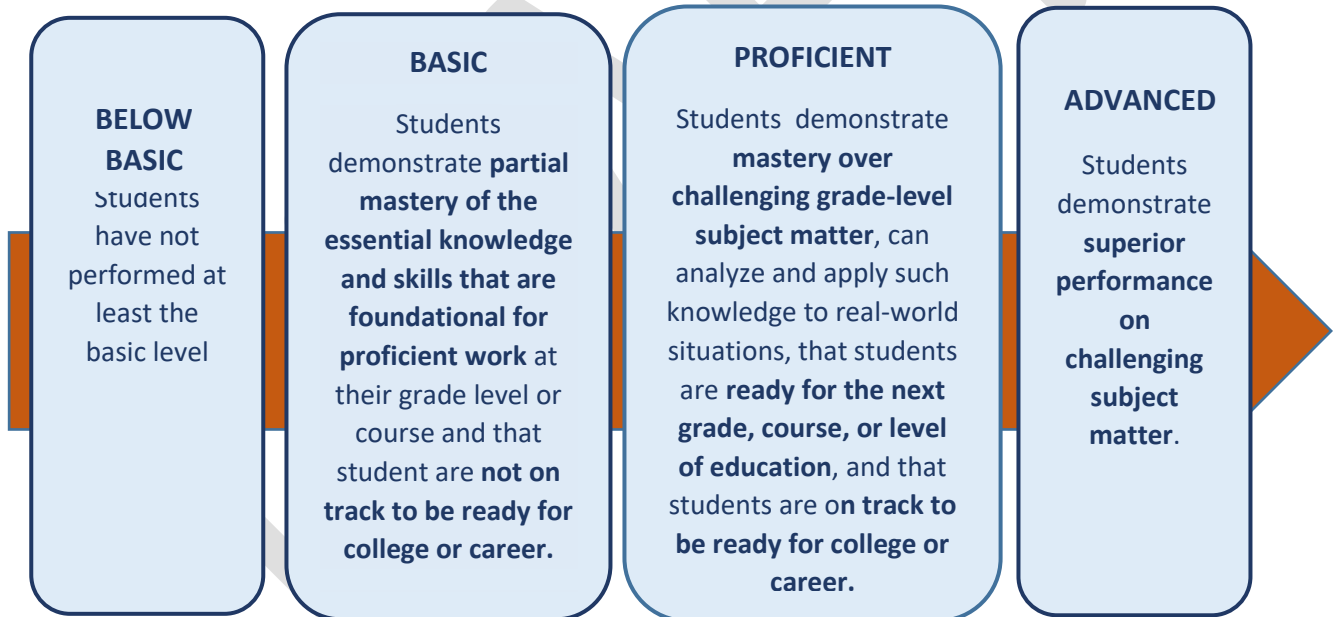 BELOW
BASIC
Students
have not
performed at
least the
basic level
BASIC
Students
demonstrate partial
mastery of the
essential knowledge
and skills that are
foundational for
proficient work at
their grade level or
course and that
student are not on
track to be ready for
college or career.
PROFICIENT
Students demonstrate
mastery over
challenging grade-level
subject matter, can
analyze and apply such
knowledge to real-world
situations, that students
are ready for the next
grade, course, or level
of education, and that
students are on track to
be ready for college or
career.
ADVANCED
Students
demonstrate
superior
performance
on
challenging
subject
matter.